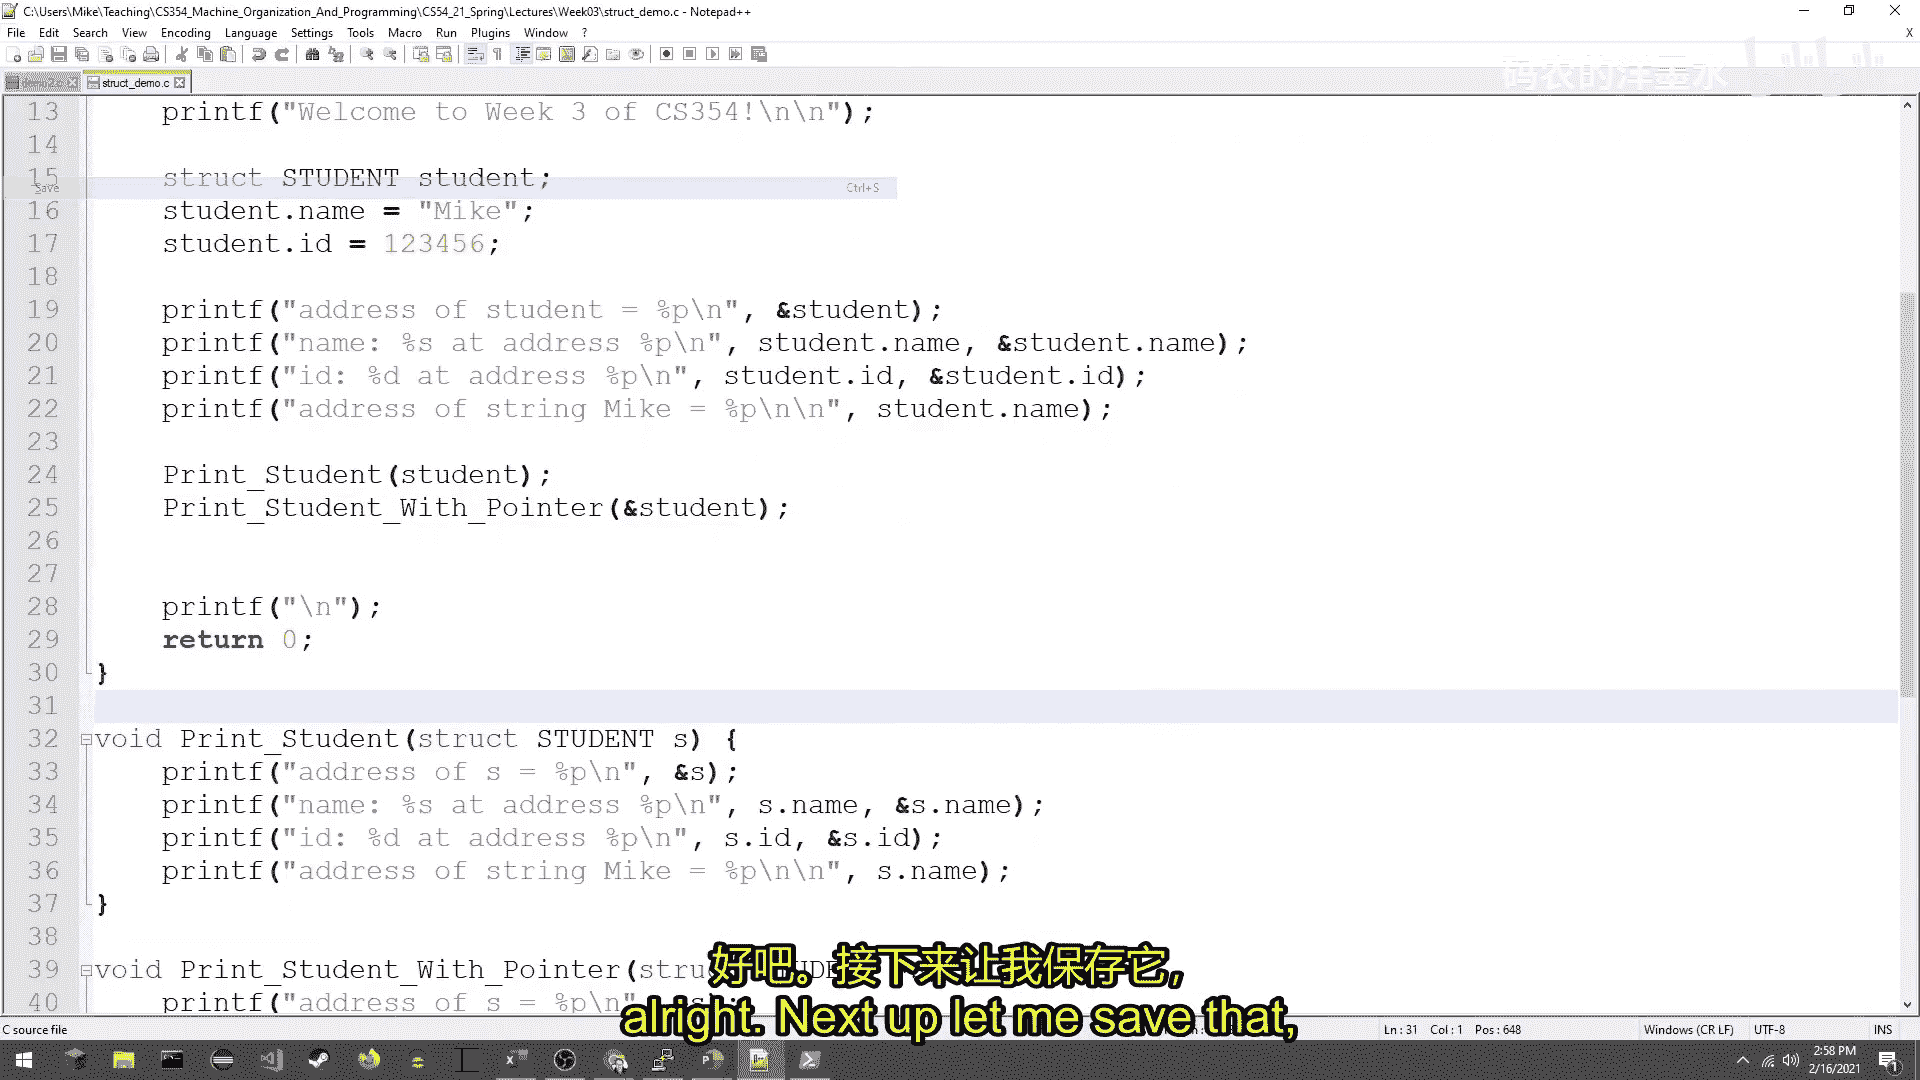 C:\Users\Mike\Teaching\CS354_Machine_Organization_And_Programming\CS54_21_Spring\Lectures\Week03\struct_demo.c - Notepad++
File Edit Search View Encoding Language Settings Tools Macro Run Plugins Window ? X
码农的洋墨水
struct_demo.c
13 printf("Welcome to Week 3 of CS354!\n\n");
14
15 struct STUDENT student;
Save Ctrl+S
16 student.name = "Mike";
17 student.id = 123456;
18
19 printf("address of student = %p\n", &student);
20 printf("name: %s at address %p\n", student.name, &student.name);
21 printf("id: %d at address %p\n", student.id, &student.id);
22 printf("address of string Mike = %p\n\n", student.name);
23
24 Print_Student(student);
25 Print_Student_With_Pointer(&student);
26
27
28 printf("\n");
29 return 0;
30 }
31
32 void Print_Student(struct STUDENT s) {
33 printf("address of s = %p\n", &s);
34 printf("name: %s at address %p\n", s.name, &s.name);
35 printf("id: %d at address %p\n", s.id, &s.id);
36 printf("address of string Mike = %p\n\n", s.name);
37 }
38
39 void Print_Student_With_Pointer(
40 printf("address of s = %p\n"
好吧。接下来让我保存它,
alright. Next up let me save that,
C source file Ln : 31 Col : 1 Pos : 648 Windows (CR LF) UTF-8 INS
2:58 PM
2/16/2021